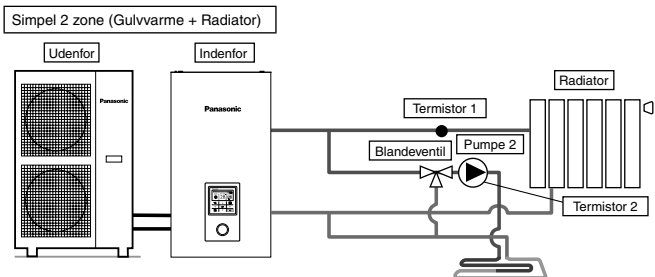 Simpel 2 zone (Gulvvarme + Radiator)
Udenfor
Indenfor
Radiator
Panasonic
Panasonic
Termistor 1
Blandeventil
Pumpe 2
Termistor 2